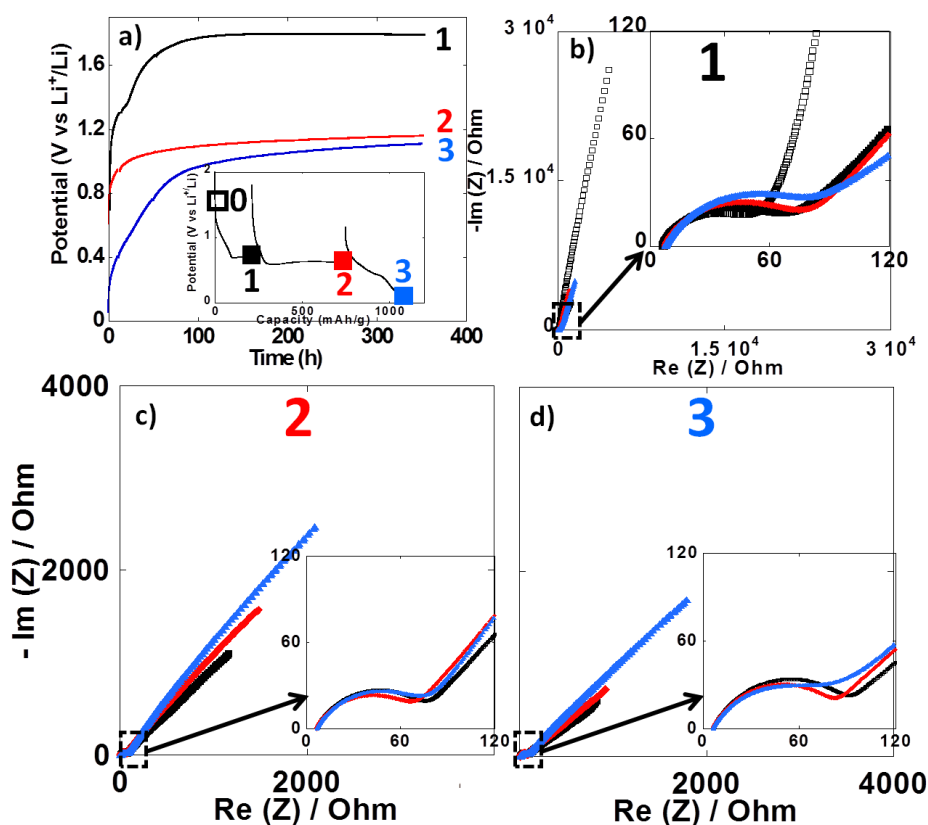 a)
1
2
3
Potential (V vs Li⁺/Li)
1.6
1.2
0.8
0.4
0
0 100 200 300 400
Time (h)
Potential (V vs Li⁺/Li)
2
1
0
0
1
2
3
0 500 1000
Capacity (mAh/g)
b)
1
-Im (Z) / Ohm
3 10⁴
1.5 10⁴
0
0 1.5 10⁴ 3 10⁴
Re (Z) / Ohm
120
60
0
0 60 120
c)
2
- Im (Z) / Ohm
4000
2000
0
0 2000
Re (Z) / Ohm
120
60
0
0 60 120
d)
3
2000 4000
Re (Z) / Ohm
120
60
0
0 60 120